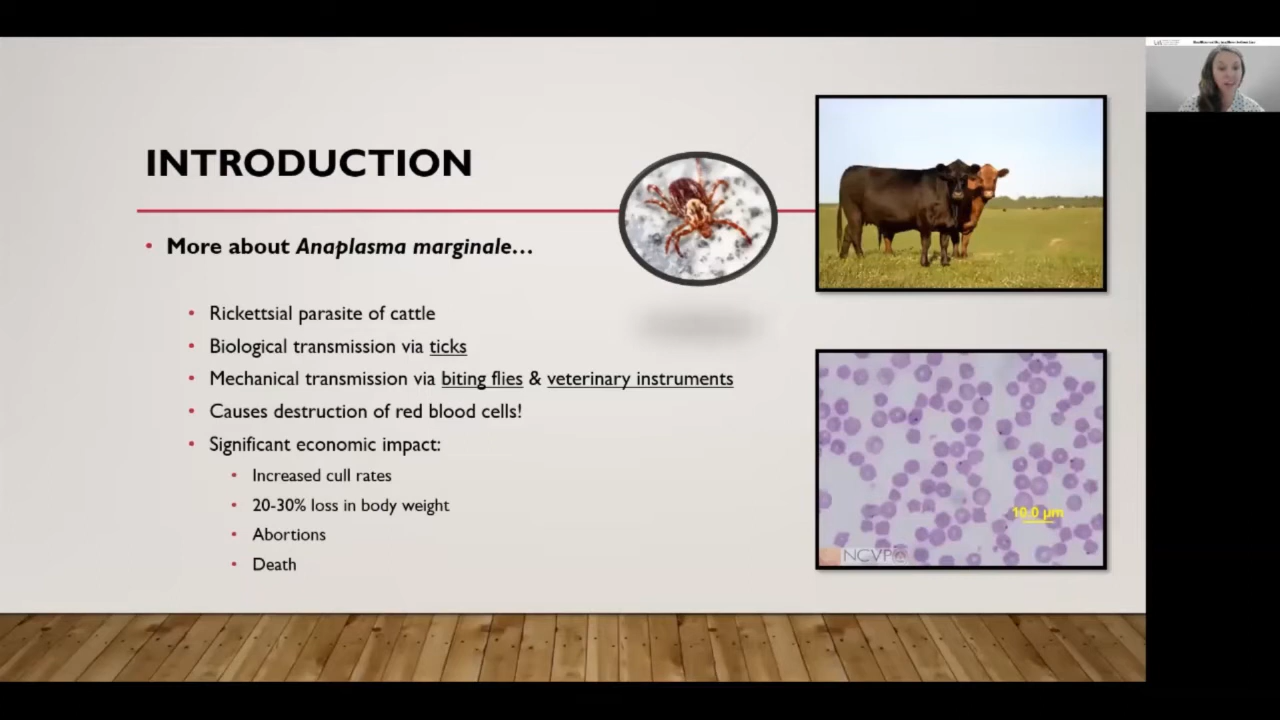 INTRODUCTION
• More about Anaplasma marginale…
• Rickettsial parasite of cattle
• Biological transmission via ticks
• Mechanical transmission via biting flies & veterinary instruments
• Causes destruction of red blood cells!
• Significant economic impact:
• Increased cull rates
• 20-30% loss in body weight
• Abortions
• Death
10.0 µm